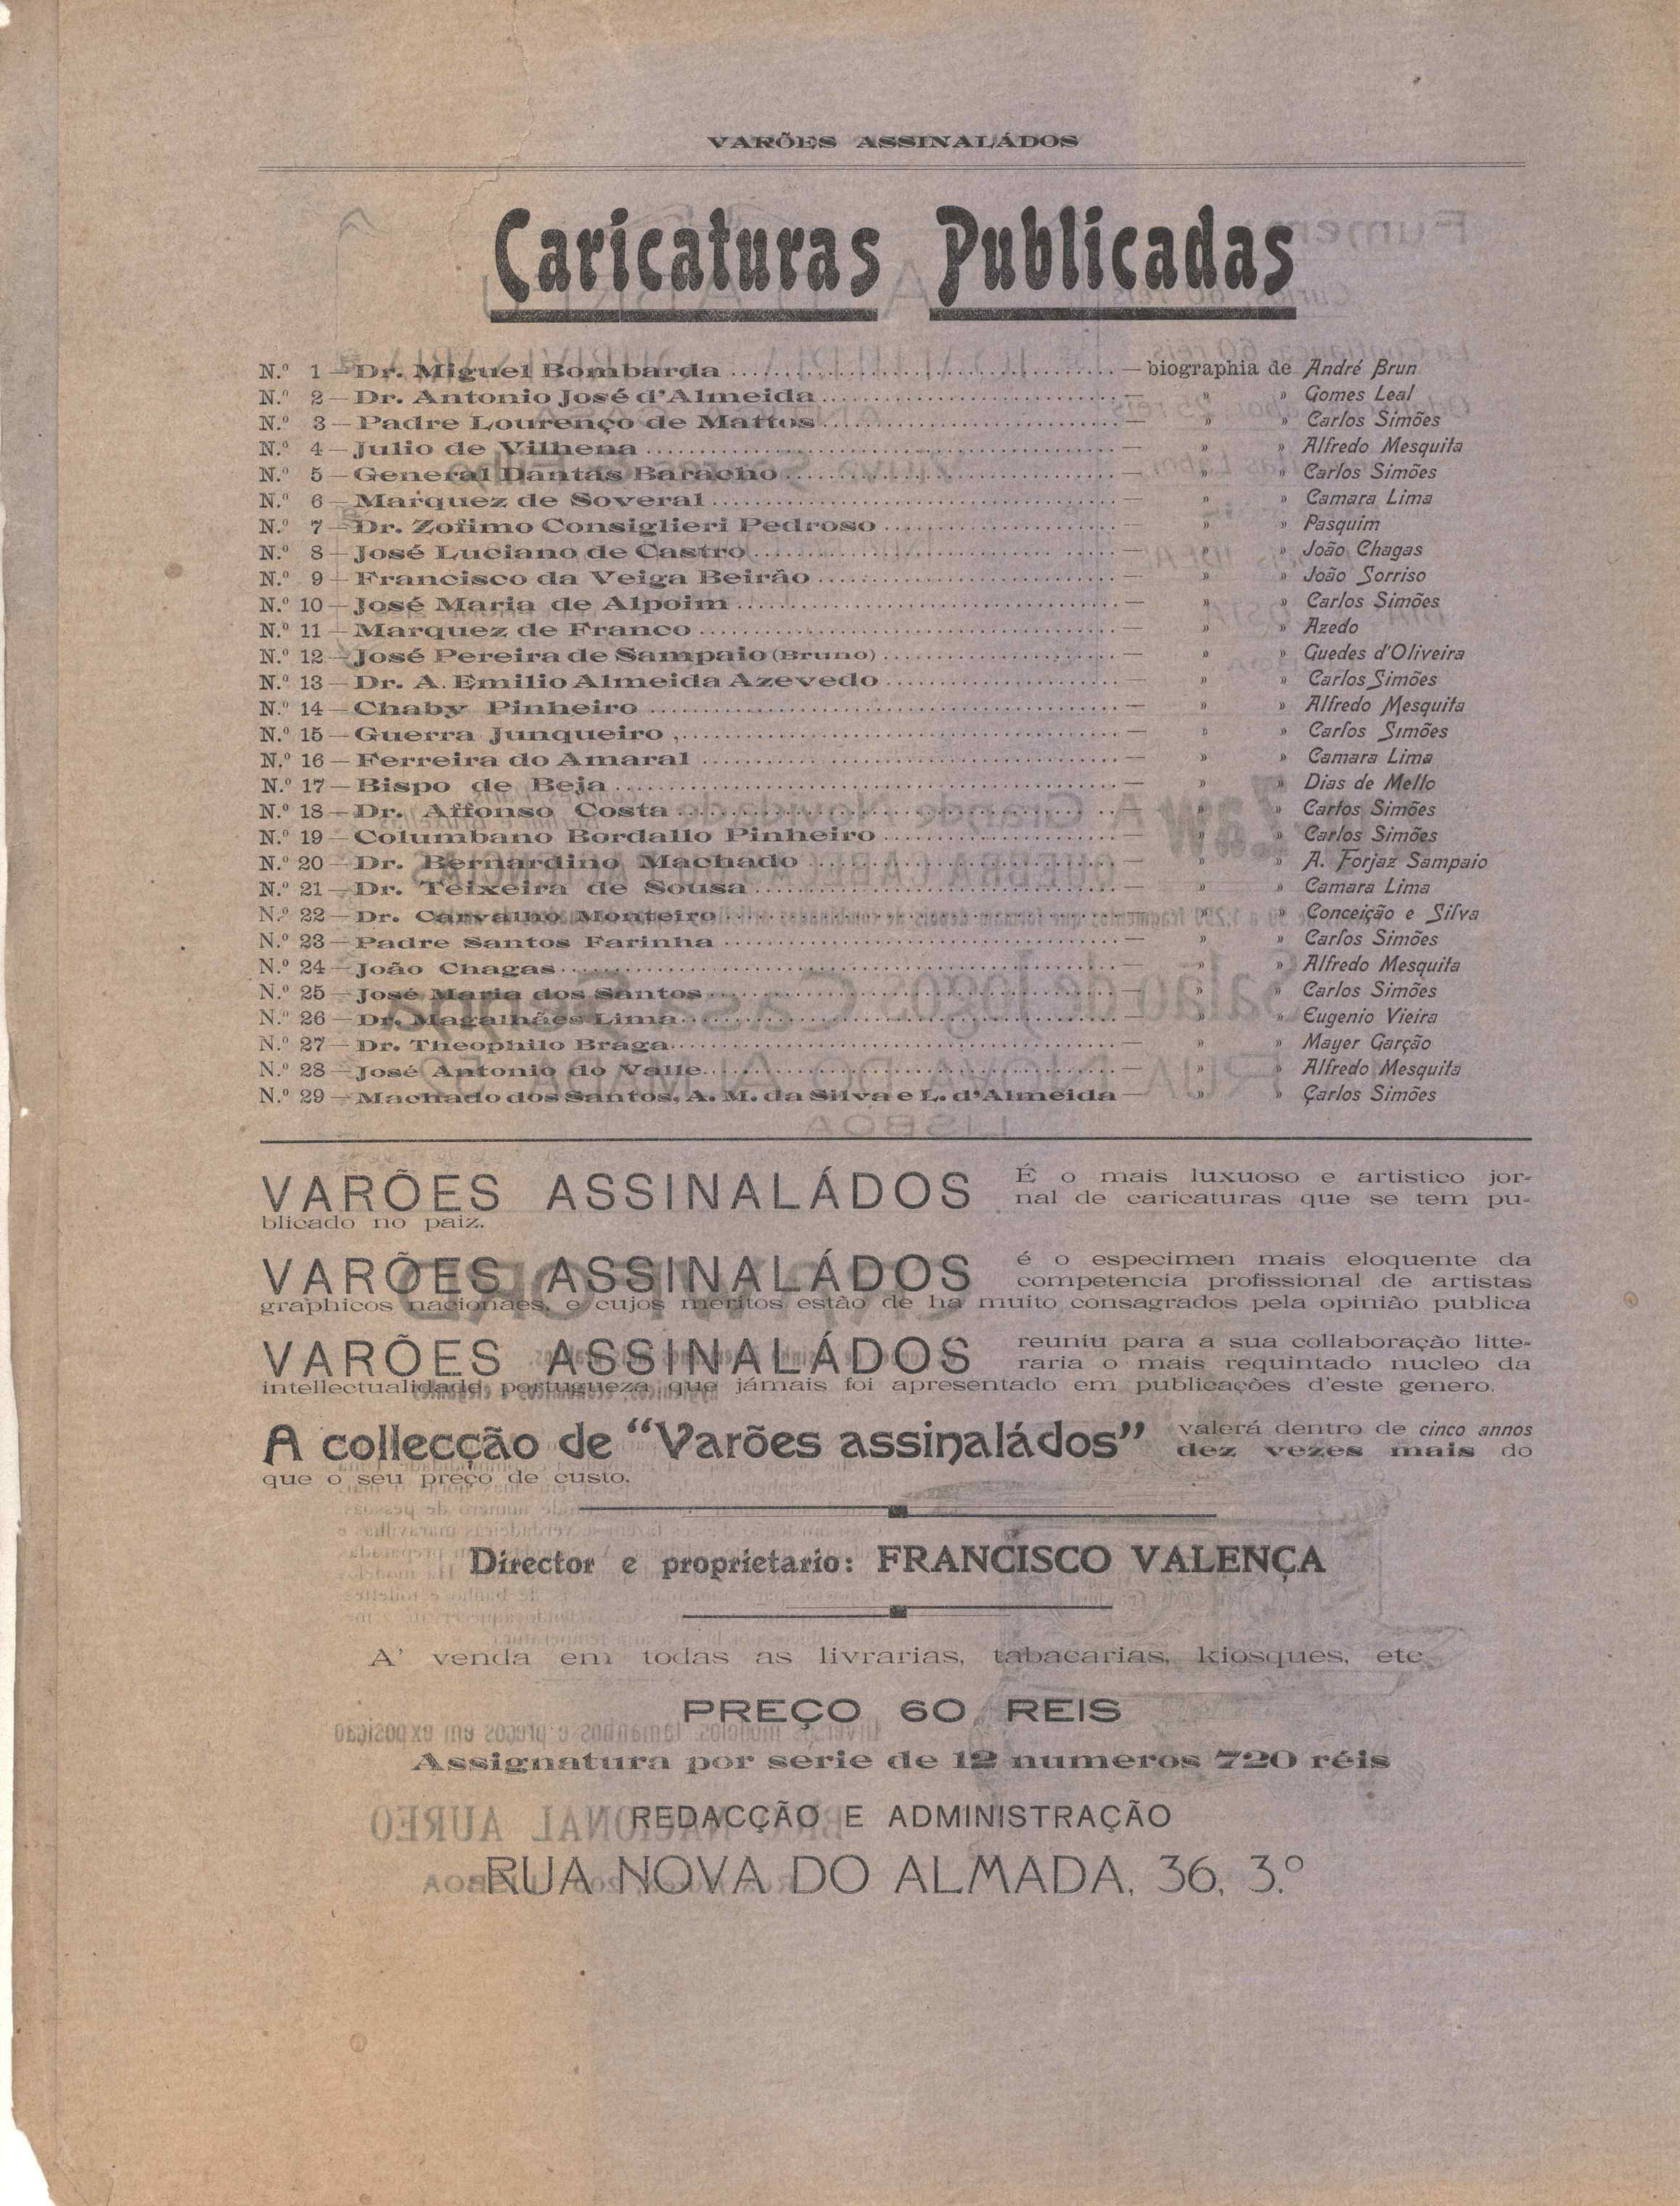 VARÕES ASSINALÁDOS
Caricaturas Publicadas
N.º 1 — Dr. Miguel Bombarda — biographia de André Brun
N.º 2 — Dr. Antonio José d'Almeida — » » Gomes Leal
N.º 3 — Padre Lourenço de Mattos — » » Carlos Simões
N.º 4 — Julio de Vilhena — » » Alfredo Mesquita
N.º 5 — General Dantas Baracho — » » Carlos Simões
N.º 6 — Marquez de Soveral — » » Camara Lima
N.º 7 — Dr. Zofimo Consiglieri Pedroso — » » Pasquim
N.º 8 — José Luciano de Castro — » » João Chagas
N.º 9 — Francisco da Veiga Beirão — » » João Sorriso
N.º 10 — José Maria de Alpoim — » » Carlos Simões
N.º 11 — Marquez de Franco — » » Azedo
N.º 12 — José Pereira de Sampaio (Bruno) — » » Guedes d'Oliveira
N.º 13 — Dr. A. Emilio Almeida Azevedo — » » Carlos Simões
N.º 14 — Chaby Pinheiro — » » Alfredo Mesquita
N.º 15 — Guerra Junqueiro — » » Carlos Simões
N.º 16 — Ferreira do Amaral — » » Camara Lima
N.º 17 — Bispo de Beja — » » Dias de Mello
N.º 18 — Dr. Affonso Costa — » » Carlos Simões
N.º 19 — Columbano Bordallo Pinheiro — » » Carlos Simões
N.º 20 — Dr. Bernardino Machado — » » A. Forjaz Sampaio
N.º 21 — Dr. Teixeira de Sousa — » » Camara Lima
N.º 22 — Dr. Carvalho Monteiro — » » Conceição e Silva
N.º 23 — Padre Santos Farinha — » » Carlos Simões
N.º 24 — João Chagas — » » Alfredo Mesquita
N.º 25 — José Maria dos Santos — » » Carlos Simões
N.º 26 — Dr. Magalhães Lima — » » Eugenio Vieira
N.º 27 — Dr. Theophilo Braga — » » Mayer Garção
N.º 28 — José Antonio do Valle — » » Alfredo Mesquita
N.º 29 — Machado dos Santos, A. M. da Silva e L. d'Almeida — » » Carlos Simões
VARÕES ASSINALÁDOS É o mais luxuoso e artistico jor-
nal de caricaturas que se tem pu-
blicado no paiz.
VARÕES ASSINALÁDOS é o especimen mais eloquente da
competencia profissional de artistas
graphicos nacionaes, e cujos meritos estão de ha muito consagrados pela opinião publica
VARÕES ASSINALÁDOS reuniu para a sua collaboração litte-
raria o mais requintado nucleo da
intellectualidade portugueza que jámais foi apresentado em publicações d'este genero.
A collecção de "Varões assinaládos" valerá dentro de cinco annos
dez vezes mais do
que o seu preço de custo.
Director e proprietario: FRANCISCO VALENÇA
A' venda em todas as livrarias, tabacarias, kiosques, etc
PREÇO 60 REIS
Assignatura por serie de 12 numeros 720 réis
REDACÇÃO E ADMINISTRAÇÃO
RUA NOVA DO ALMADA, 36, 3.º